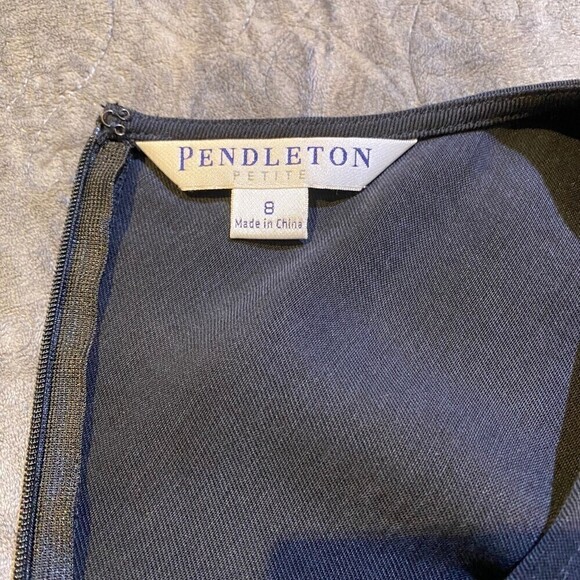 PENDLETON
PETITE
8
Made in China